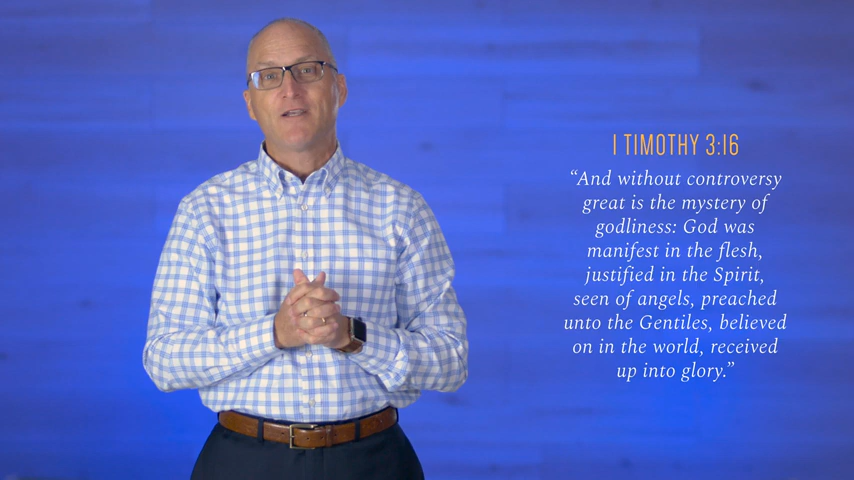 I TIMOTHY 3:16
“And without controversy
great is the mystery of
godliness: God was
manifest in the flesh,
justified in the Spirit,
seen of angels, preached
unto the Gentiles, believed
on in the world, received
up into glory.”